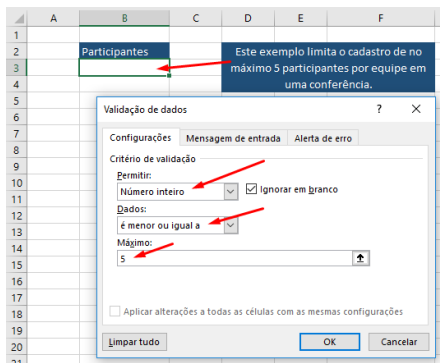 A B C D E F
1
2 Participantes Este exemplo limita o cadastro de no
3 máximo 5 participantes por equipe em
4 uma conferência.
5
6 Validação de dados ? ×
7
8 Configurações Mensagem de entrada Alerta de erro
9 Critério de validação
10 Permitir:
11 Número inteiro Ignorar em branco
12 Dados:
13 é menor ou igual a
14 Máximo:
15 5
16
17
18 Aplicar alterações a todas as células com as mesmas configurações
19
20 Limpar tudo OK Cancelar
21